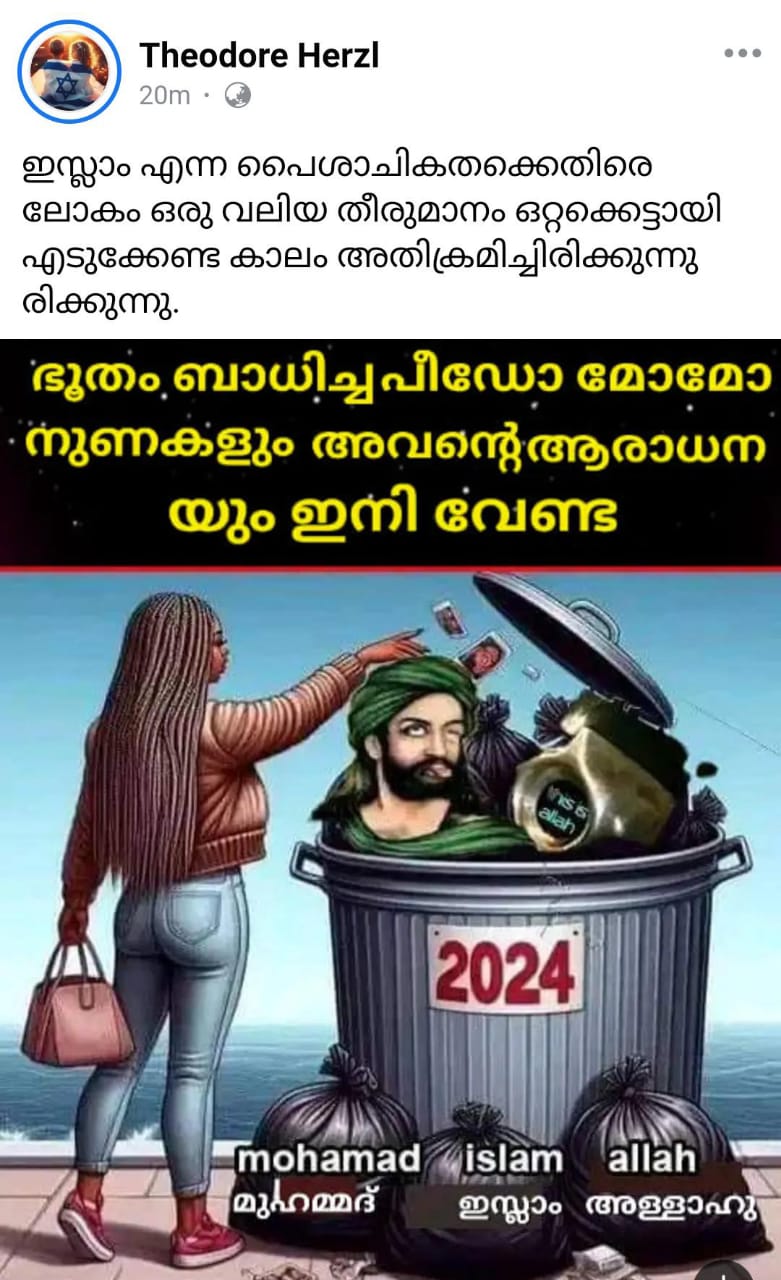 Theodore Herzl
20m
ഇസ്ലാം എന്ന പൈശാചികതക്കെതിരെ
ലോകം ഒരു വലിയ തീരുമാനം ഒറ്റക്കെട്ടായി
എടുക്കേണ്ട കാലം അതിക്രമിച്ചിരിക്കുന്നു
രിക്കുന്നു.
ഭൂതം ബാധിച്ച പീഡോ മോമോ
നുണകളും അവന്റെ ആരാധന
യും ഇനി വേണ്ട
this is
allah
2024
mohamad islam allah
മുഹമ്മദ് ഇസ്ലാം അള്ളാഹു